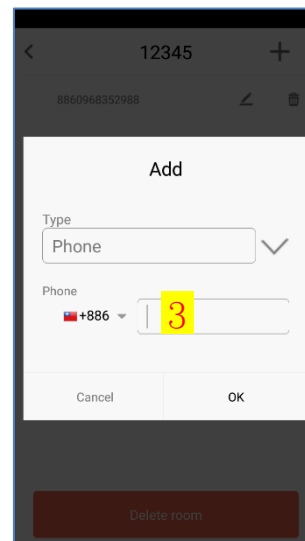 12345
8860968352988
Add
Type
Phone
Phone
+886
3
Cancel OK
Delete room